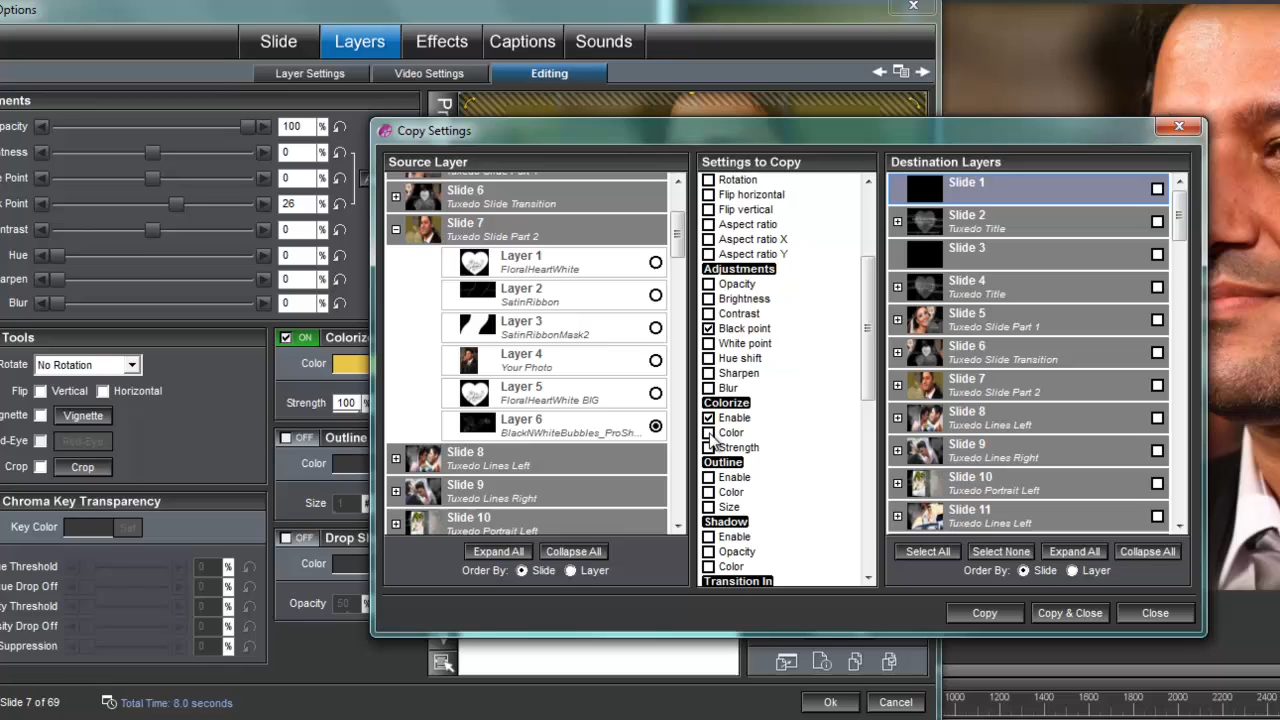 Options
Slide Layers Effects Captions Sounds
Layer Settings Video Settings Editing
100 %
0 %
0 %
26 %
0 %
Hue 0 %
0 %
Blur 0 %
Tools
No Rotation
Flip Vertical Horizontal
Vignette
Red-Eye
Crop Crop
ON
Color
Strength 100
OFF Outline
Color
Size 1
Chroma Key Transparency
Key Color Set
OFF
Color
Opacity 50
0 %
0 %
0 %
0 %
0 %
Slide 7 of 69
Total Time: 8.0 seconds
Ok Cancel
Copy Settings
Source Layer
Slide 6
Tuxedo Slide Transition
Slide 7
Tuxedo Slide Part 2
Layer 1
FloralHeartWhite
Layer 2
SatinRibbon
Layer 3
SatinRibbonMask2
Layer 4
Your Photo
Layer 5
FloralHeartWhite BIG
Layer 6
BlackNWhiteBubbles_ProSh...
Slide 8
Tuxedo Lines Left
Slide 9
Tuxedo Lines Right
Slide 10
Tuxedo Portrait Left
Expand All Collapse All
Order By: Slide Layer
Settings to Copy
Rotation
Flip horizontal
Flip vertical
Aspect ratio
Aspect ratio X
Aspect ratio Y
Adjustments
Opacity
Brightness
Contrast
Black point
White point
Hue shift
Sharpen
Blur
Colorize
Enable
Color
Strength
Outline
Enable
Color
Size
Shadow
Enable
Opacity
Color
Transition In
Destination Layers
Slide 1
Slide 2
Tuxedo Title
Slide 3
Slide 4
Tuxedo Title
Slide 5
Tuxedo Slide Part 1
Slide 6
Tuxedo Slide Transition
Slide 7
Tuxedo Slide Part 2
Slide 8
Tuxedo Lines Left
Slide 9
Tuxedo Lines Right
Slide 10
Tuxedo Portrait Left
Slide 11
Tuxedo Lines Left
Select All Select None Expand All Collapse All
Order By: Slide Layer
Copy Copy & Close Close
1000 1200 1400 1600 1800 2000 2200 2400